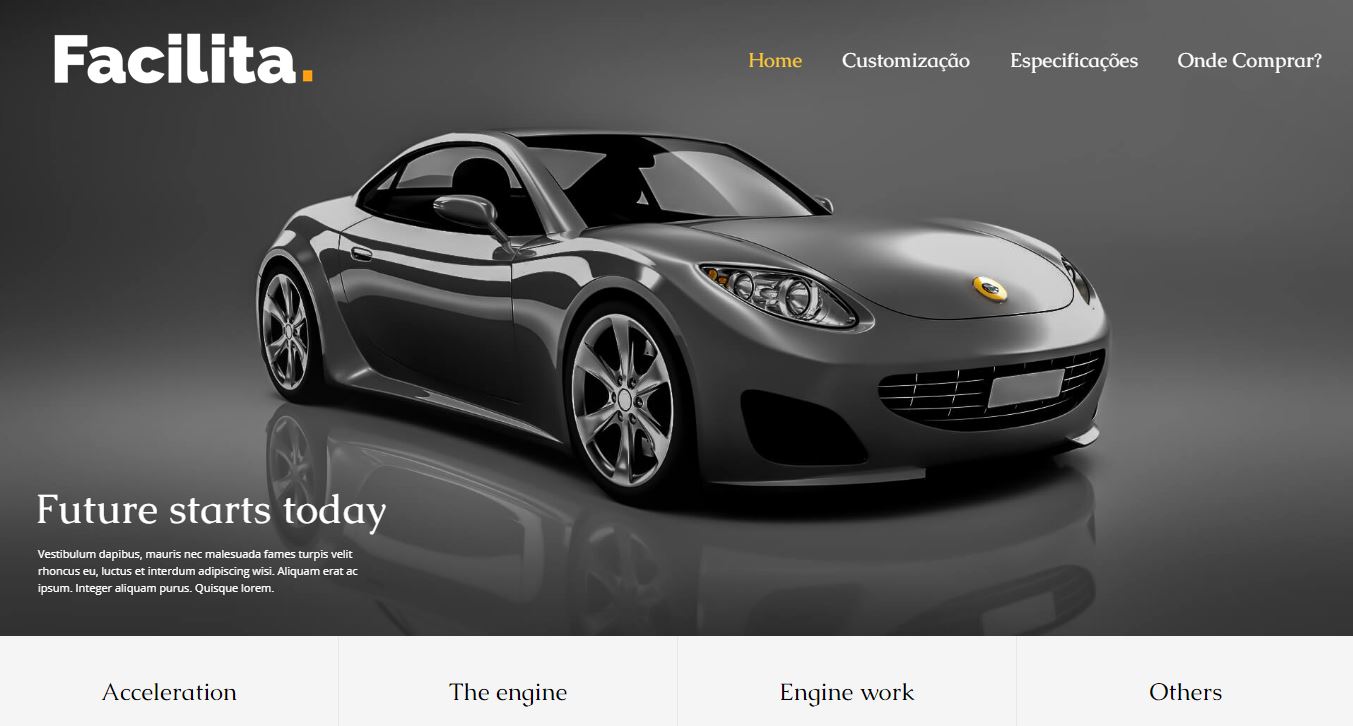 Facilita.
Home Customização Especificações Onde Comprar?
Future starts today
Vestibulum dapibus, mauris nec malesuada fames turpis velit
rhoncus eu, luctus et interdum adipiscing wisi. Aliquam erat ac
ipsum. Integer aliquam purus. Quisque lorem.
Acceleration The engine Engine work Others